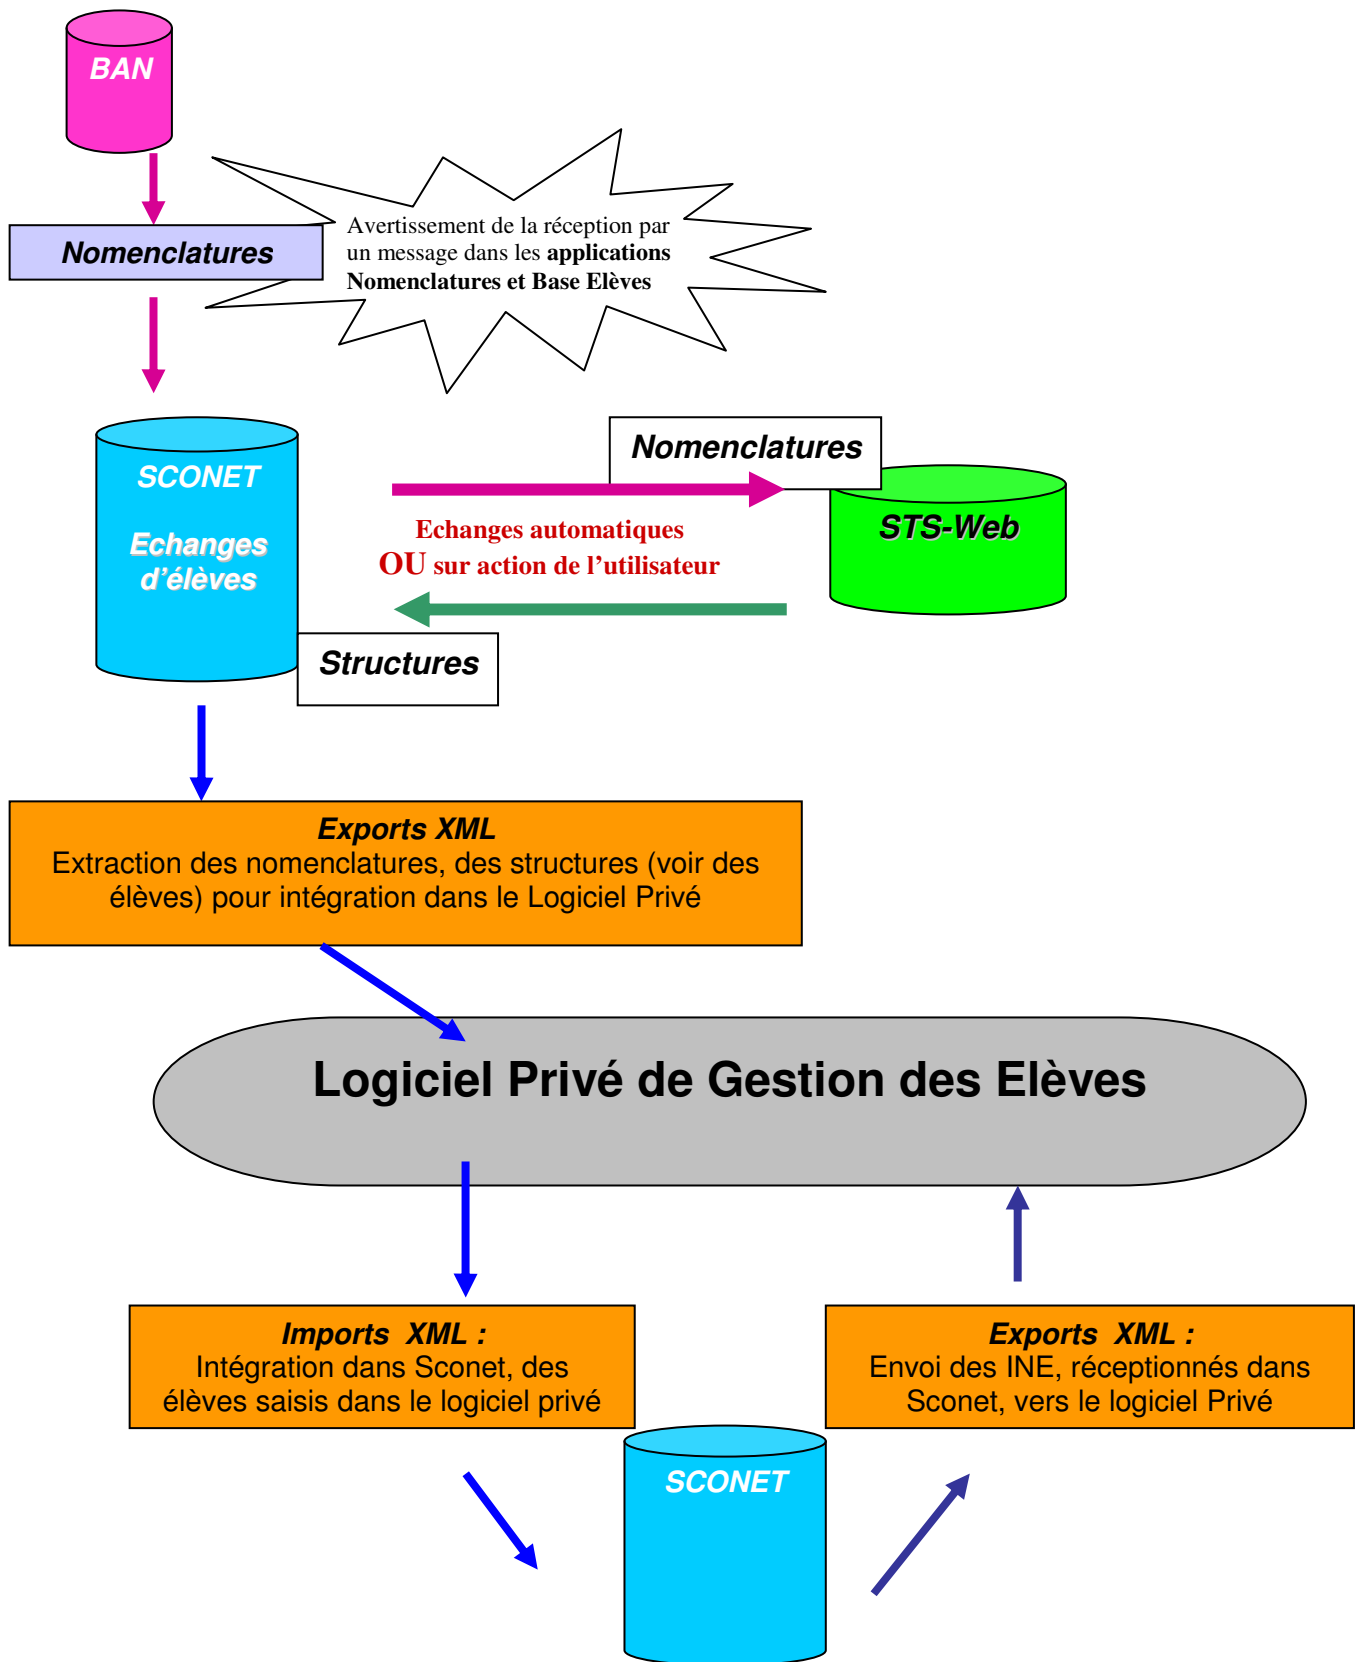 BAN
Avertissement de la réception par
un message dans les applications
Nomenclatures et Base Elèves
Nomenclatures
Nomenclatures
SCONET
Echanges
d'élèves
STS-Web
Echanges automatiques
OU sur action de l'utilisateur
Structures
Exports XML
Extraction des nomenclatures, des structures (voir des
élèves) pour intégration dans le Logiciel Privé
Logiciel Privé de Gestion des Elèves
Imports XML :
Intégration dans Sconet, des
élèves saisis dans le logiciel privé
Exports XML :
Envoi des INE, réceptionnés dans
Sconet, vers le logiciel Privé
SCONET